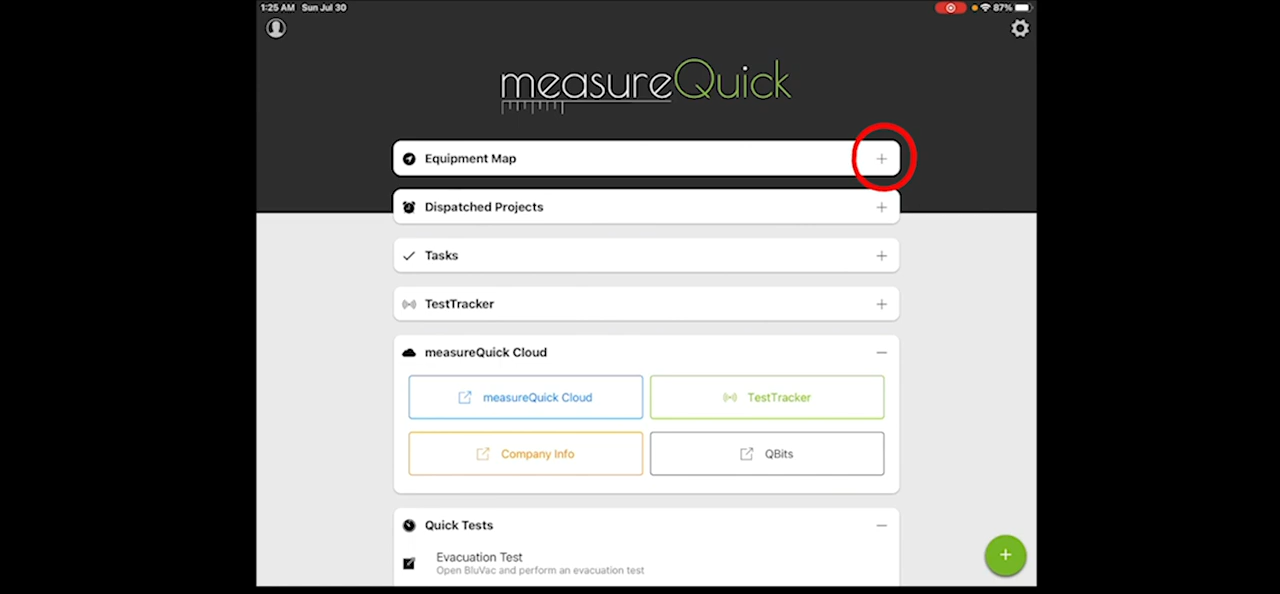 1:25 AM Sun Jul 30 87%
measureQuick
Equipment Map
Dispatched Projects
Tasks
TestTracker
measureQuick Cloud
measureQuick Cloud TestTracker
Company Info QBits
Quick Tests
Evacuation Test
Open BluVac and perform an evacuation test